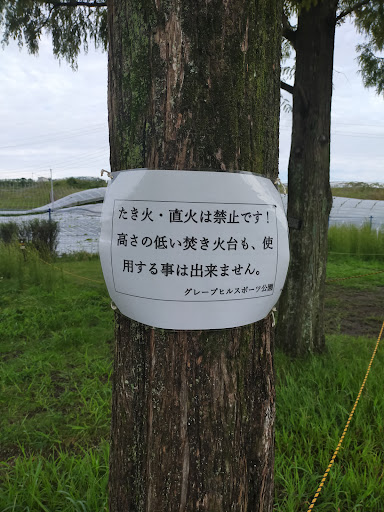 たき火・直火は禁止です！
高さの低い焚き火台も、使
用する事は出来ません。
グレープヒルスポーツ公園